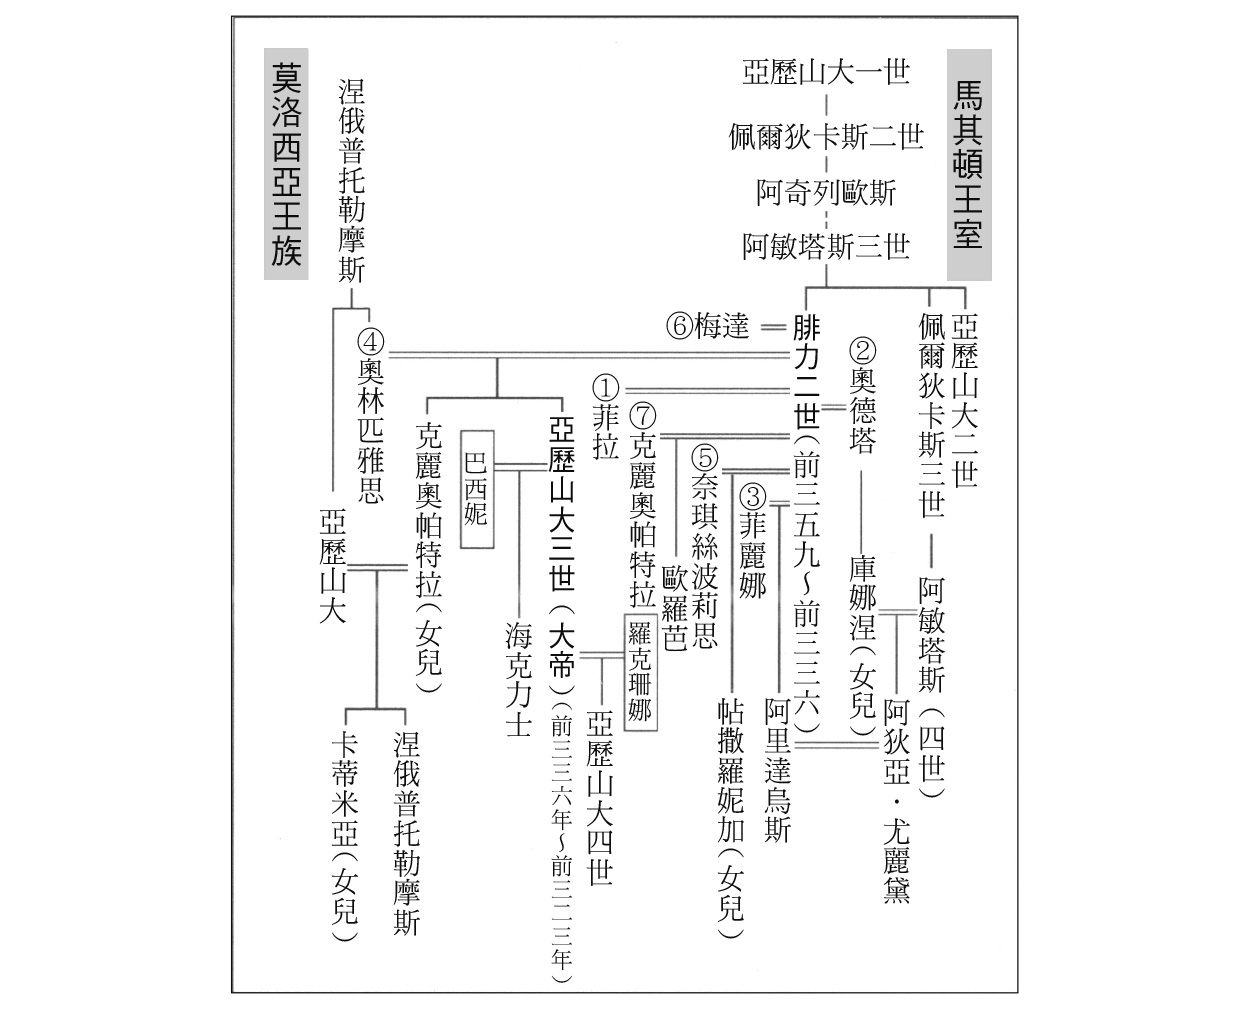 馬其頓王室
亞歷山大一世
佩爾狄卡斯二世
阿奇列歐斯
阿敏塔斯三世
亞歷山大二世
佩爾狄卡斯三世
阿敏塔斯（四世）
②奧德塔
庫娜涅（女兒）
阿狄亞・尤麗黛
腓力二世（前三五九～前三三六）
⑥梅達
③菲麗娜
阿里達烏斯
⑤奈琪絲波莉思
帖撒羅妮加（女兒）
⑦克麗奧帕特拉
歐羅芭
①菲拉
羅克珊娜
亞歷山大四世
亞歷山大三世（大帝）（前三三六年～前三二三年）
巴西妮
海克力士
克麗奧帕特拉（女兒）
④奧林匹雅思
涅俄普托勒摩斯
亞歷山大
涅俄普托勒摩斯
卡蒂米亞（女兒）
莫洛西亞王族